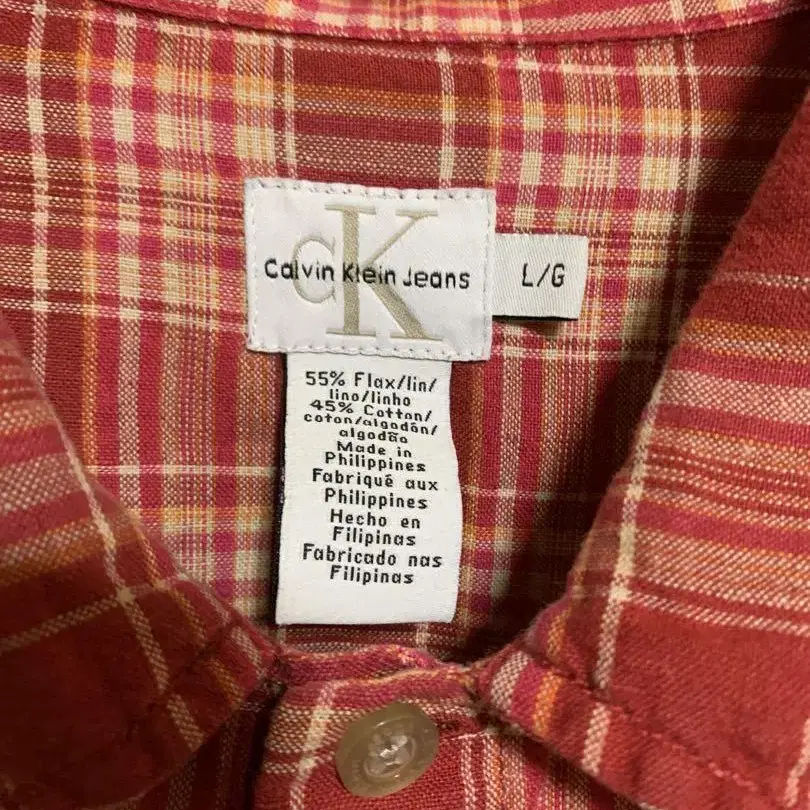 cK
Calvin Klein Jeans
L/G
55% Flax/lin/
lino/linho
45% Cotton/
coton/algodón/
algodão
Made in
Philippines
Fabriqué aux
Philippines
Hecho en
Filipinas
Fabricado nas
Filipinas